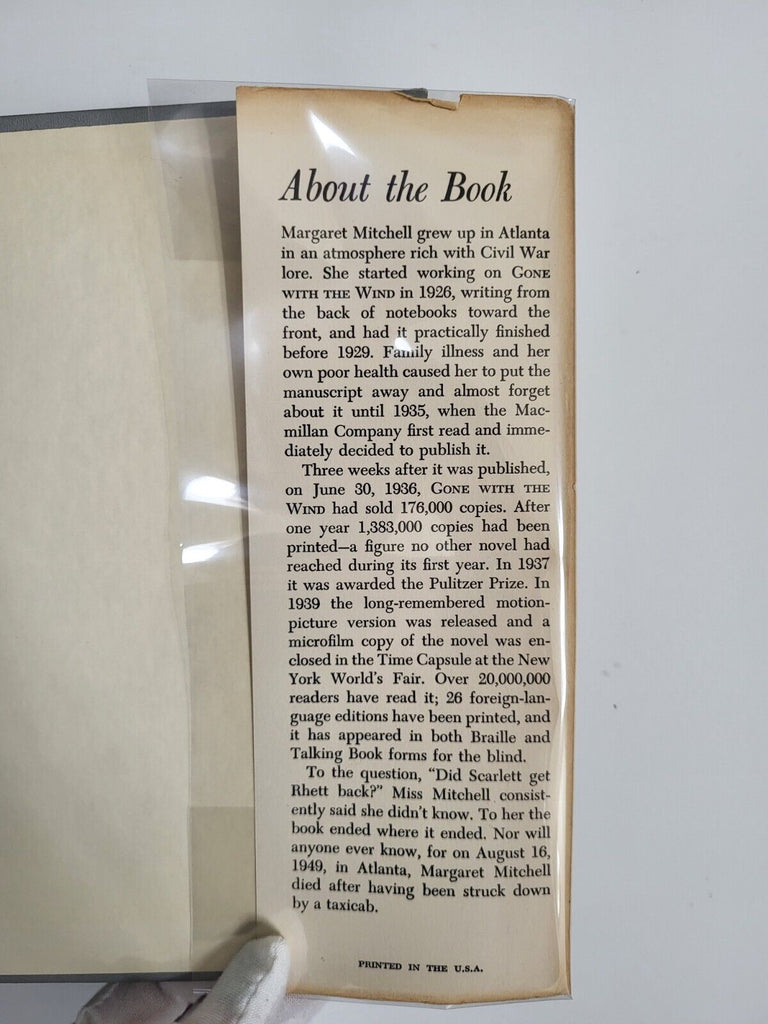 About the Book
Margaret Mitchell grew up in Atlanta
in an atmosphere rich with Civil War
lore. She started working on GONE
WITH THE WIND in 1926, writing from
the back of notebooks toward the
front, and had it practically finished
before 1929. Family illness and her
own poor health caused her to put the
manuscript away and almost forget
about it until 1935, when the Mac-
millan Company first read and imme-
diately decided to publish it.
Three weeks after it was published,
on June 30, 1936, GONE WITH THE
WIND had sold 176,000 copies. After
one year 1,383,000 copies had been
printed—a figure no other novel had
reached during its first year. In 1937
it was awarded the Pulitzer Prize. In
1939 the long-remembered motion-
picture version was released and a
microfilm copy of the novel was en-
closed in the Time Capsule at the New
York World's Fair. Over 20,000,000
readers have read it; 26 foreign-lan-
guage editions have been printed, and
it has appeared in both Braille and
Talking Book forms for the blind.
To the question, "Did Scarlett get
Rhett back?" Miss Mitchell consist-
ently said she didn't know. To her the
book ended where it ended. Nor will
anyone ever know, for on August 16,
1949, in Atlanta, Margaret Mitchell
died after having been struck down
by a taxicab.
PRINTED IN THE U.S.A.